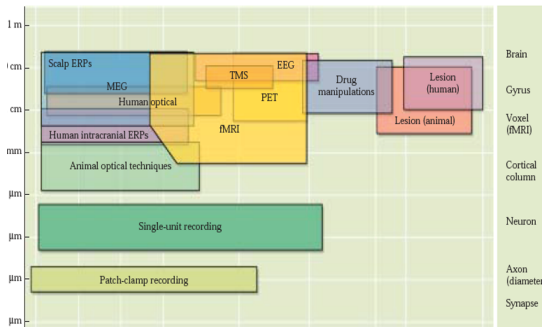 1 m
0 cm
cm
mm
µm
µm
µm
µm
Scalp ERPs
MEG
Human optical
Human intracranial ERPs
Animal optical techniques
EEG
TMS
PET
fMRI
Drug
manipulations
Lesion
(human)
Lesion (animal)
Single-unit recording
Patch-clamp recording
Brain
Gyrus
Voxel
(fMRI)
Cortical
column
Neuron
Axon
(diameter
Synapse